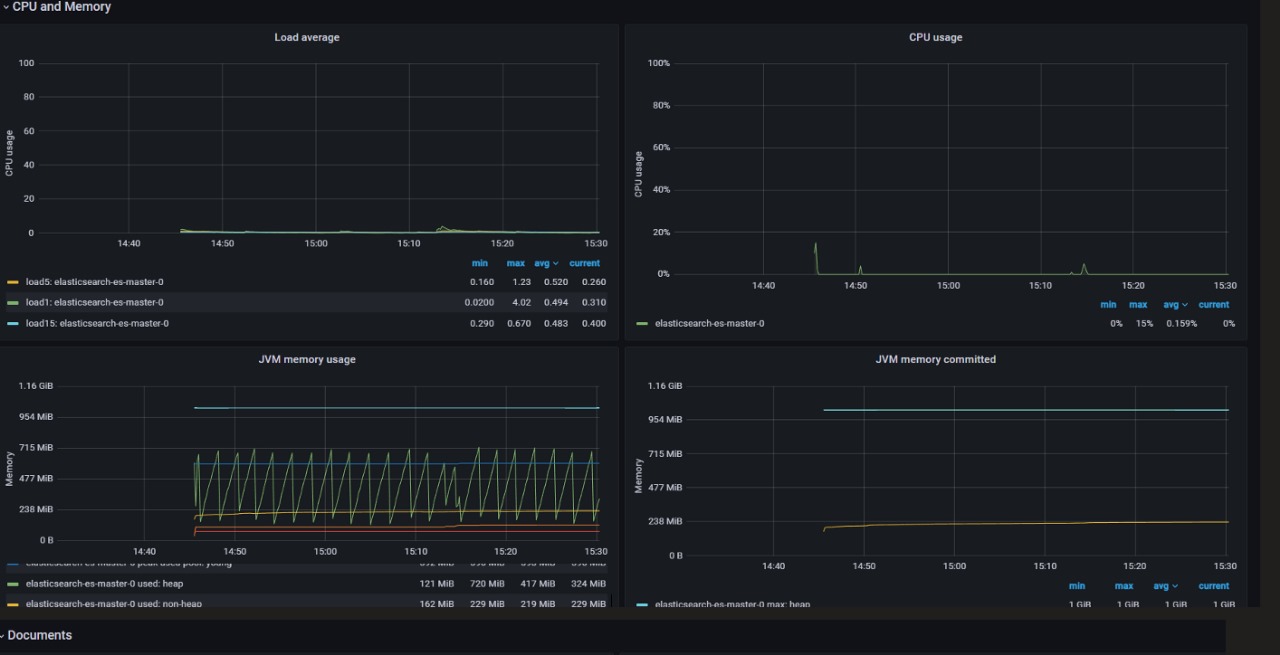 CPU and Memory
Load average
100
80
60
40
20
0
CPU usage
14:40 14:50 15:00 15:10 15:20 15:30
min max avg current
load5: elasticsearch-es-master-0 0.160 1.23 0.520 0.260
load1: elasticsearch-es-master-0 0.0200 4.02 0.494 0.310
load15: elasticsearch-es-master-0 0.290 0.670 0.483 0.400
CPU usage
100%
80%
60%
40%
20%
0%
CPU usage
14:40 14:50 15:00 15:10 15:20 15:30
min max avg current
elasticsearch-es-master-0 0% 15% 0.159% 0%
JVM memory usage
1.16 GiB
954 MiB
715 MiB
477 MiB
238 MiB
0 B
Memory
14:40 14:50 15:00 15:10 15:20 15:30
elasticsearch-es-master-0 peak used pool: young
elasticsearch-es-master-0 used: heap 121 MiB 720 MiB 417 MiB 324 MiB
elasticsearch-es-master-0 used: non-heap 162 MiB 229 MiB 219 MiB 229 MiB
JVM memory committed
1.16 GiB
954 MiB
715 MiB
477 MiB
238 MiB
0 B
Memory
14:40 14:50 15:00 15:10 15:20 15:30
min max avg current
elasticsearch-es-master-0 max: heap 1 GiB 1 GiB 1 GiB 1 GiB
Documents